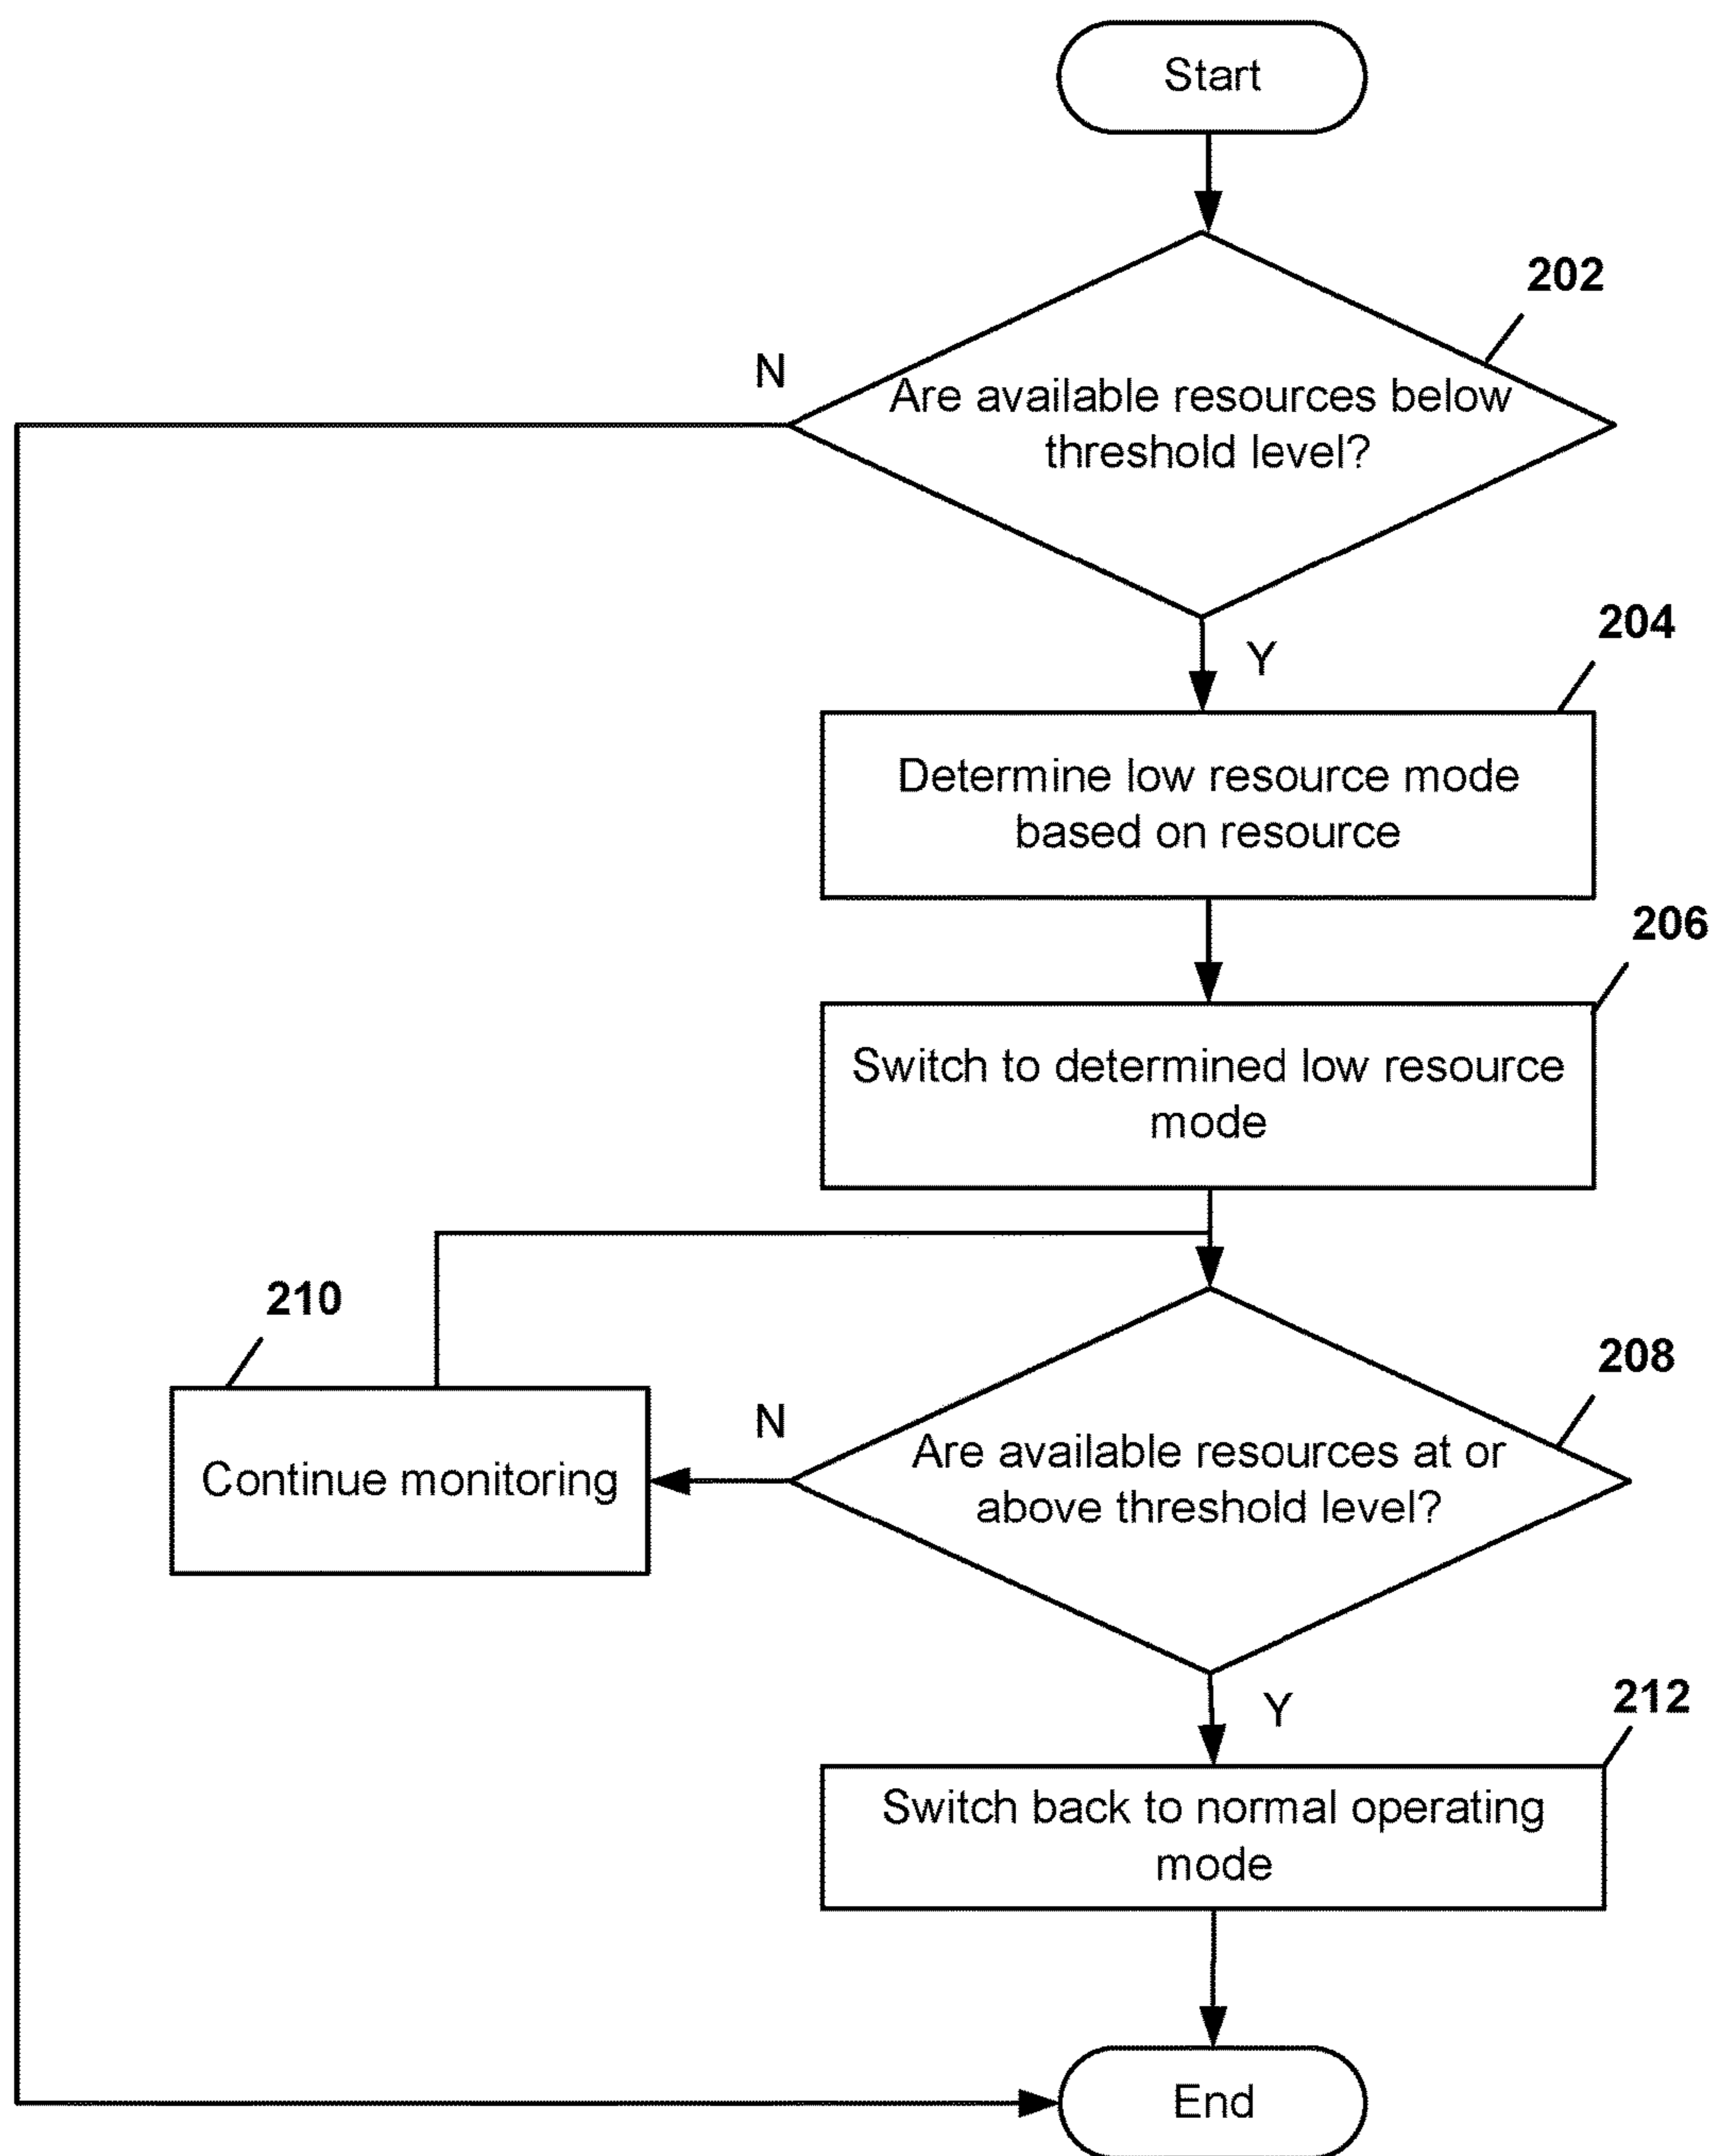 Start
202
N
Are available resources below
threshold level?
Y
204
Determine low resource mode
based on resource
206
Switch to determined low resource
mode
210
208
N
Continue monitoring
Are available resources at or
above threshold level?
Y
212
Switch back to normal operating
mode
End